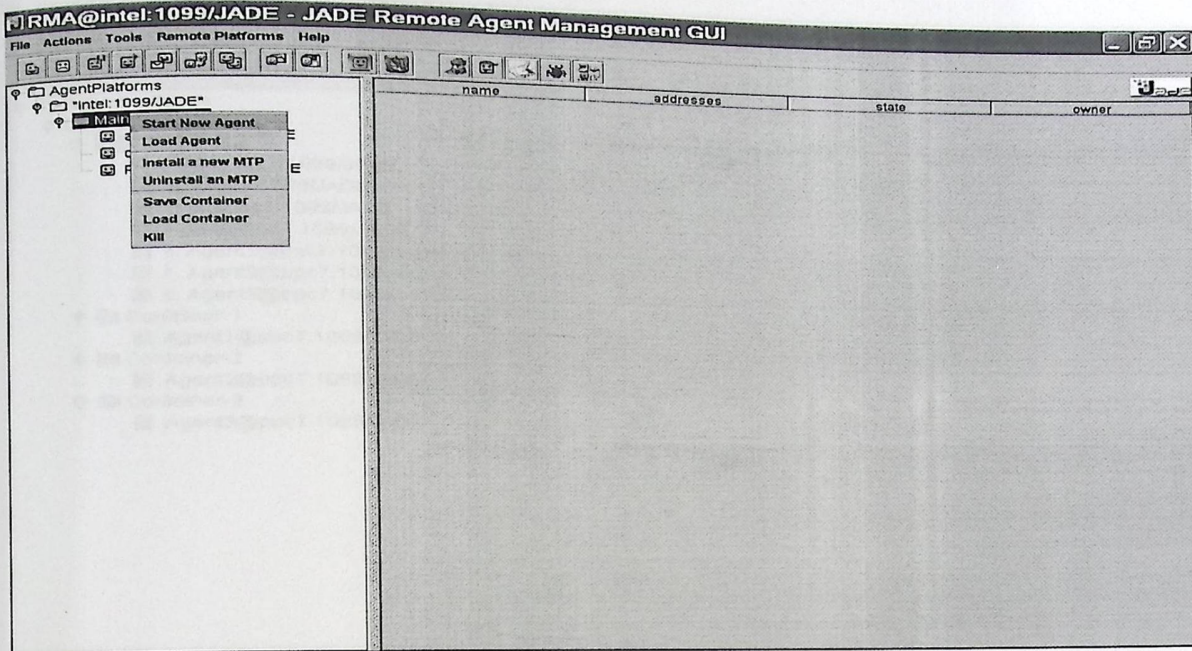 RMA@intel:1099/JADE - JADE Remote Agent Management GUI
File Actions Tools Remote Platforms Help
AgentPlatforms
"intel:1099/JADE"
Main
Start New Agent
Load Agent
Install a new MTP
Uninstall an MTP
Save Container
Load Container
Kill
name addresses state owner
Jade